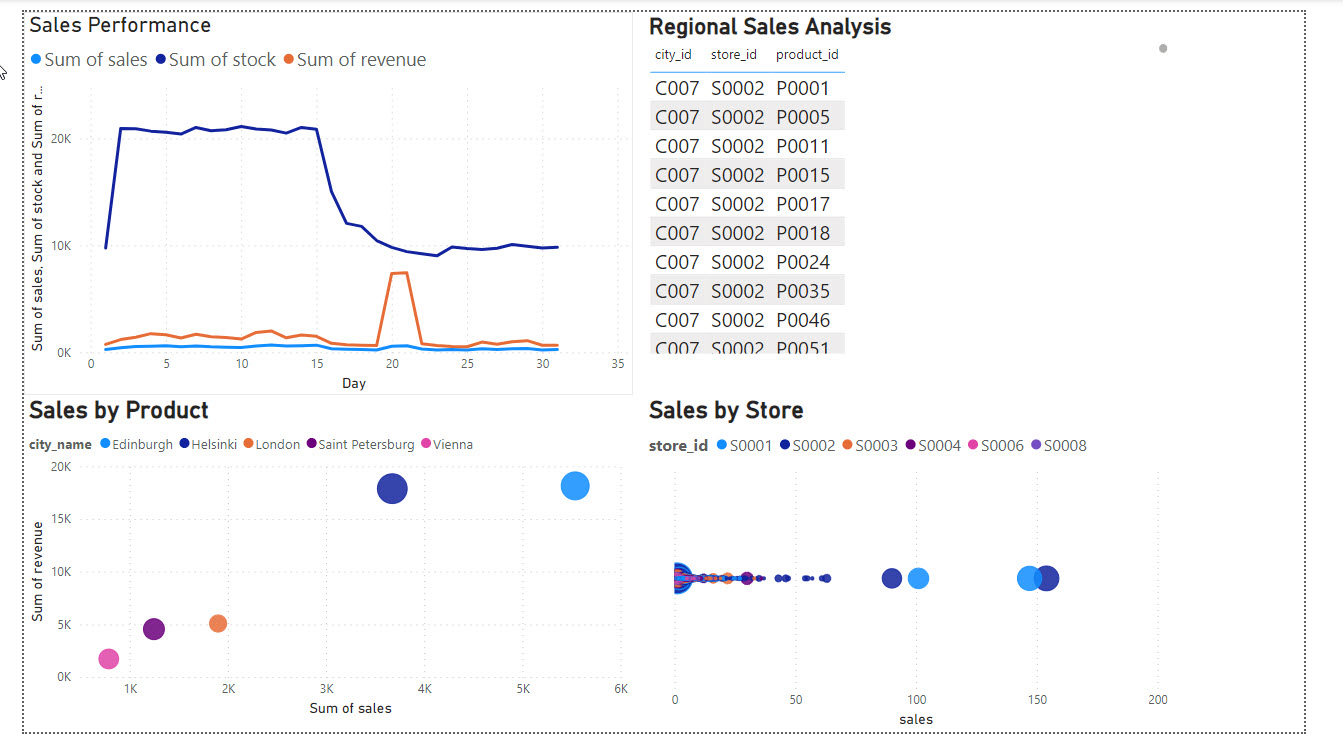 Sales Performance
Sum of sales Sum of stock Sum of revenue
Sum of sales, Sum of stock and Sum of r...
20K
10K
0K
0 5 10 15 20 25 30 35
Day
Regional Sales Analysis
city_id store_id product_id
C007 S0002 P0001
C007 S0002 P0005
C007 S0002 P0011
C007 S0002 P0015
C007 S0002 P0017
C007 S0002 P0018
C007 S0002 P0024
C007 S0002 P0035
C007 S0002 P0046
C007 S0002 P0051
Sales by Product
city_name Edinburgh Helsinki London Saint Petersburg Vienna
Sum of revenue
20K
15K
10K
5K
0K
1K 2K 3K 4K 5K 6K
Sum of sales
Sales by Store
store_id S0001 S0002 S0003 S0004 S0006 S0008
0 50 100 150 200
sales